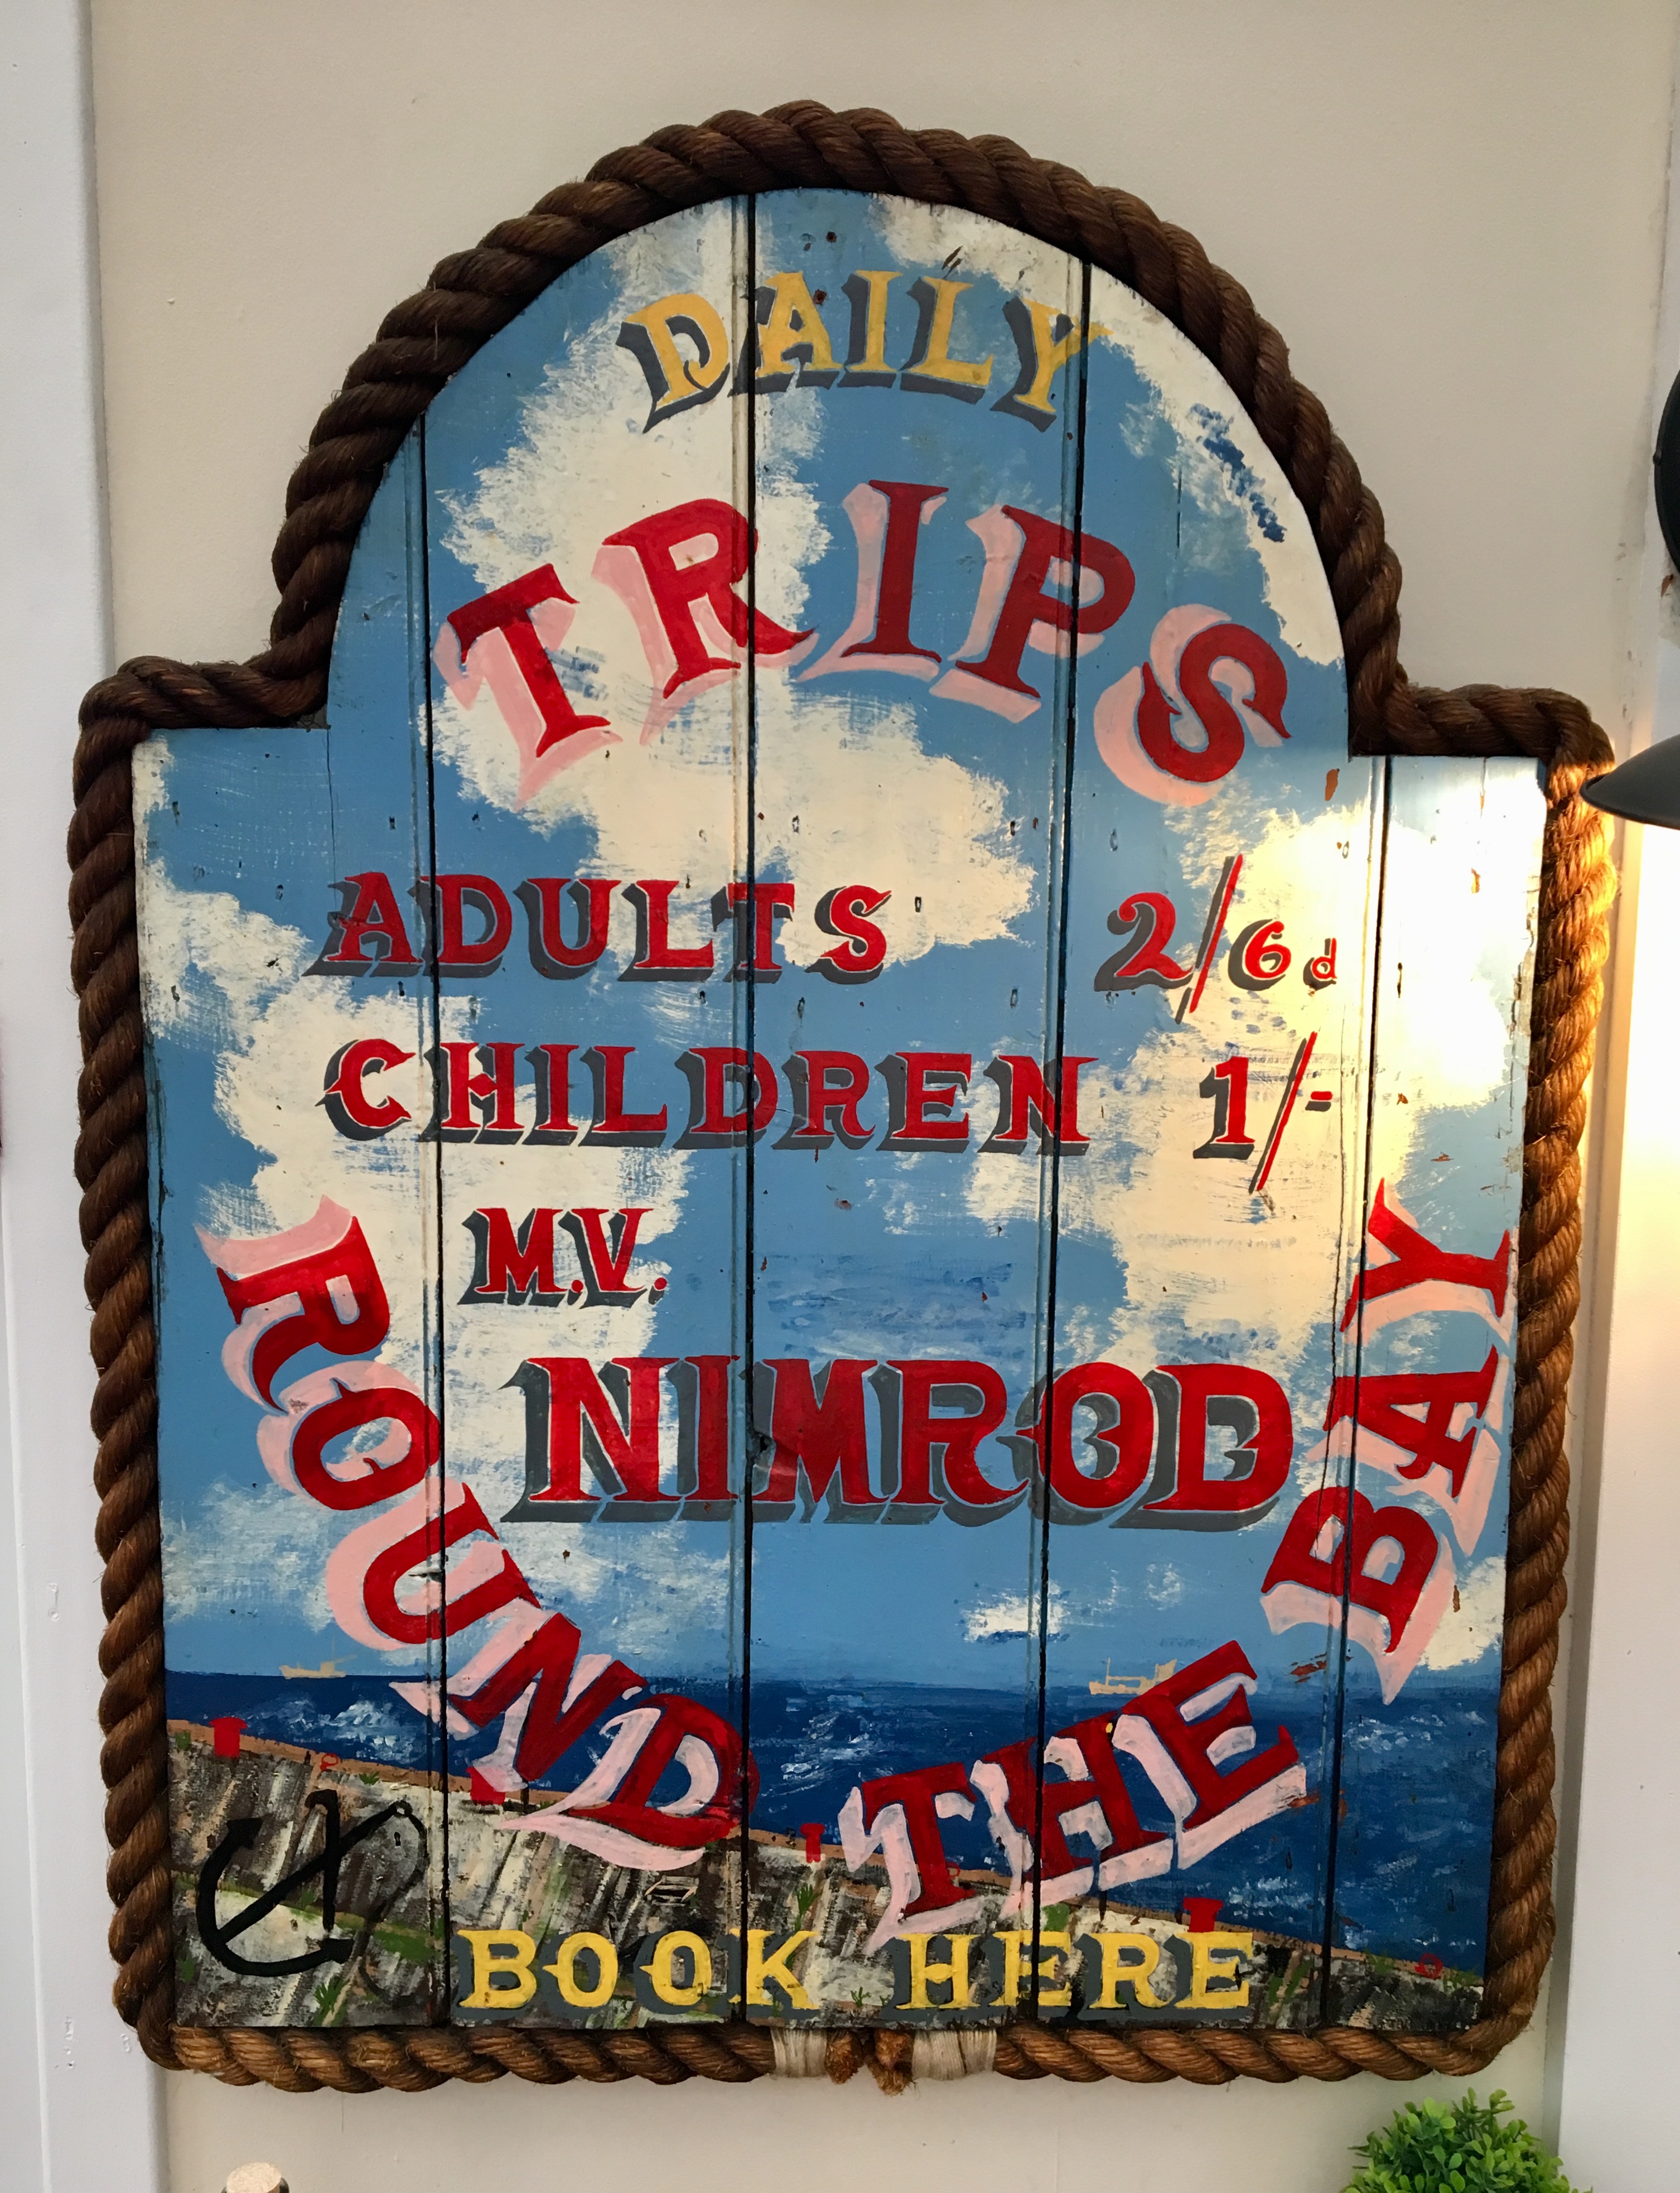 DAILY
TRIPS
ADULTS 2/6d
CHILDREN 1/-
M.V.
NIMROD
ROUND THE BAY
BOOK HERE